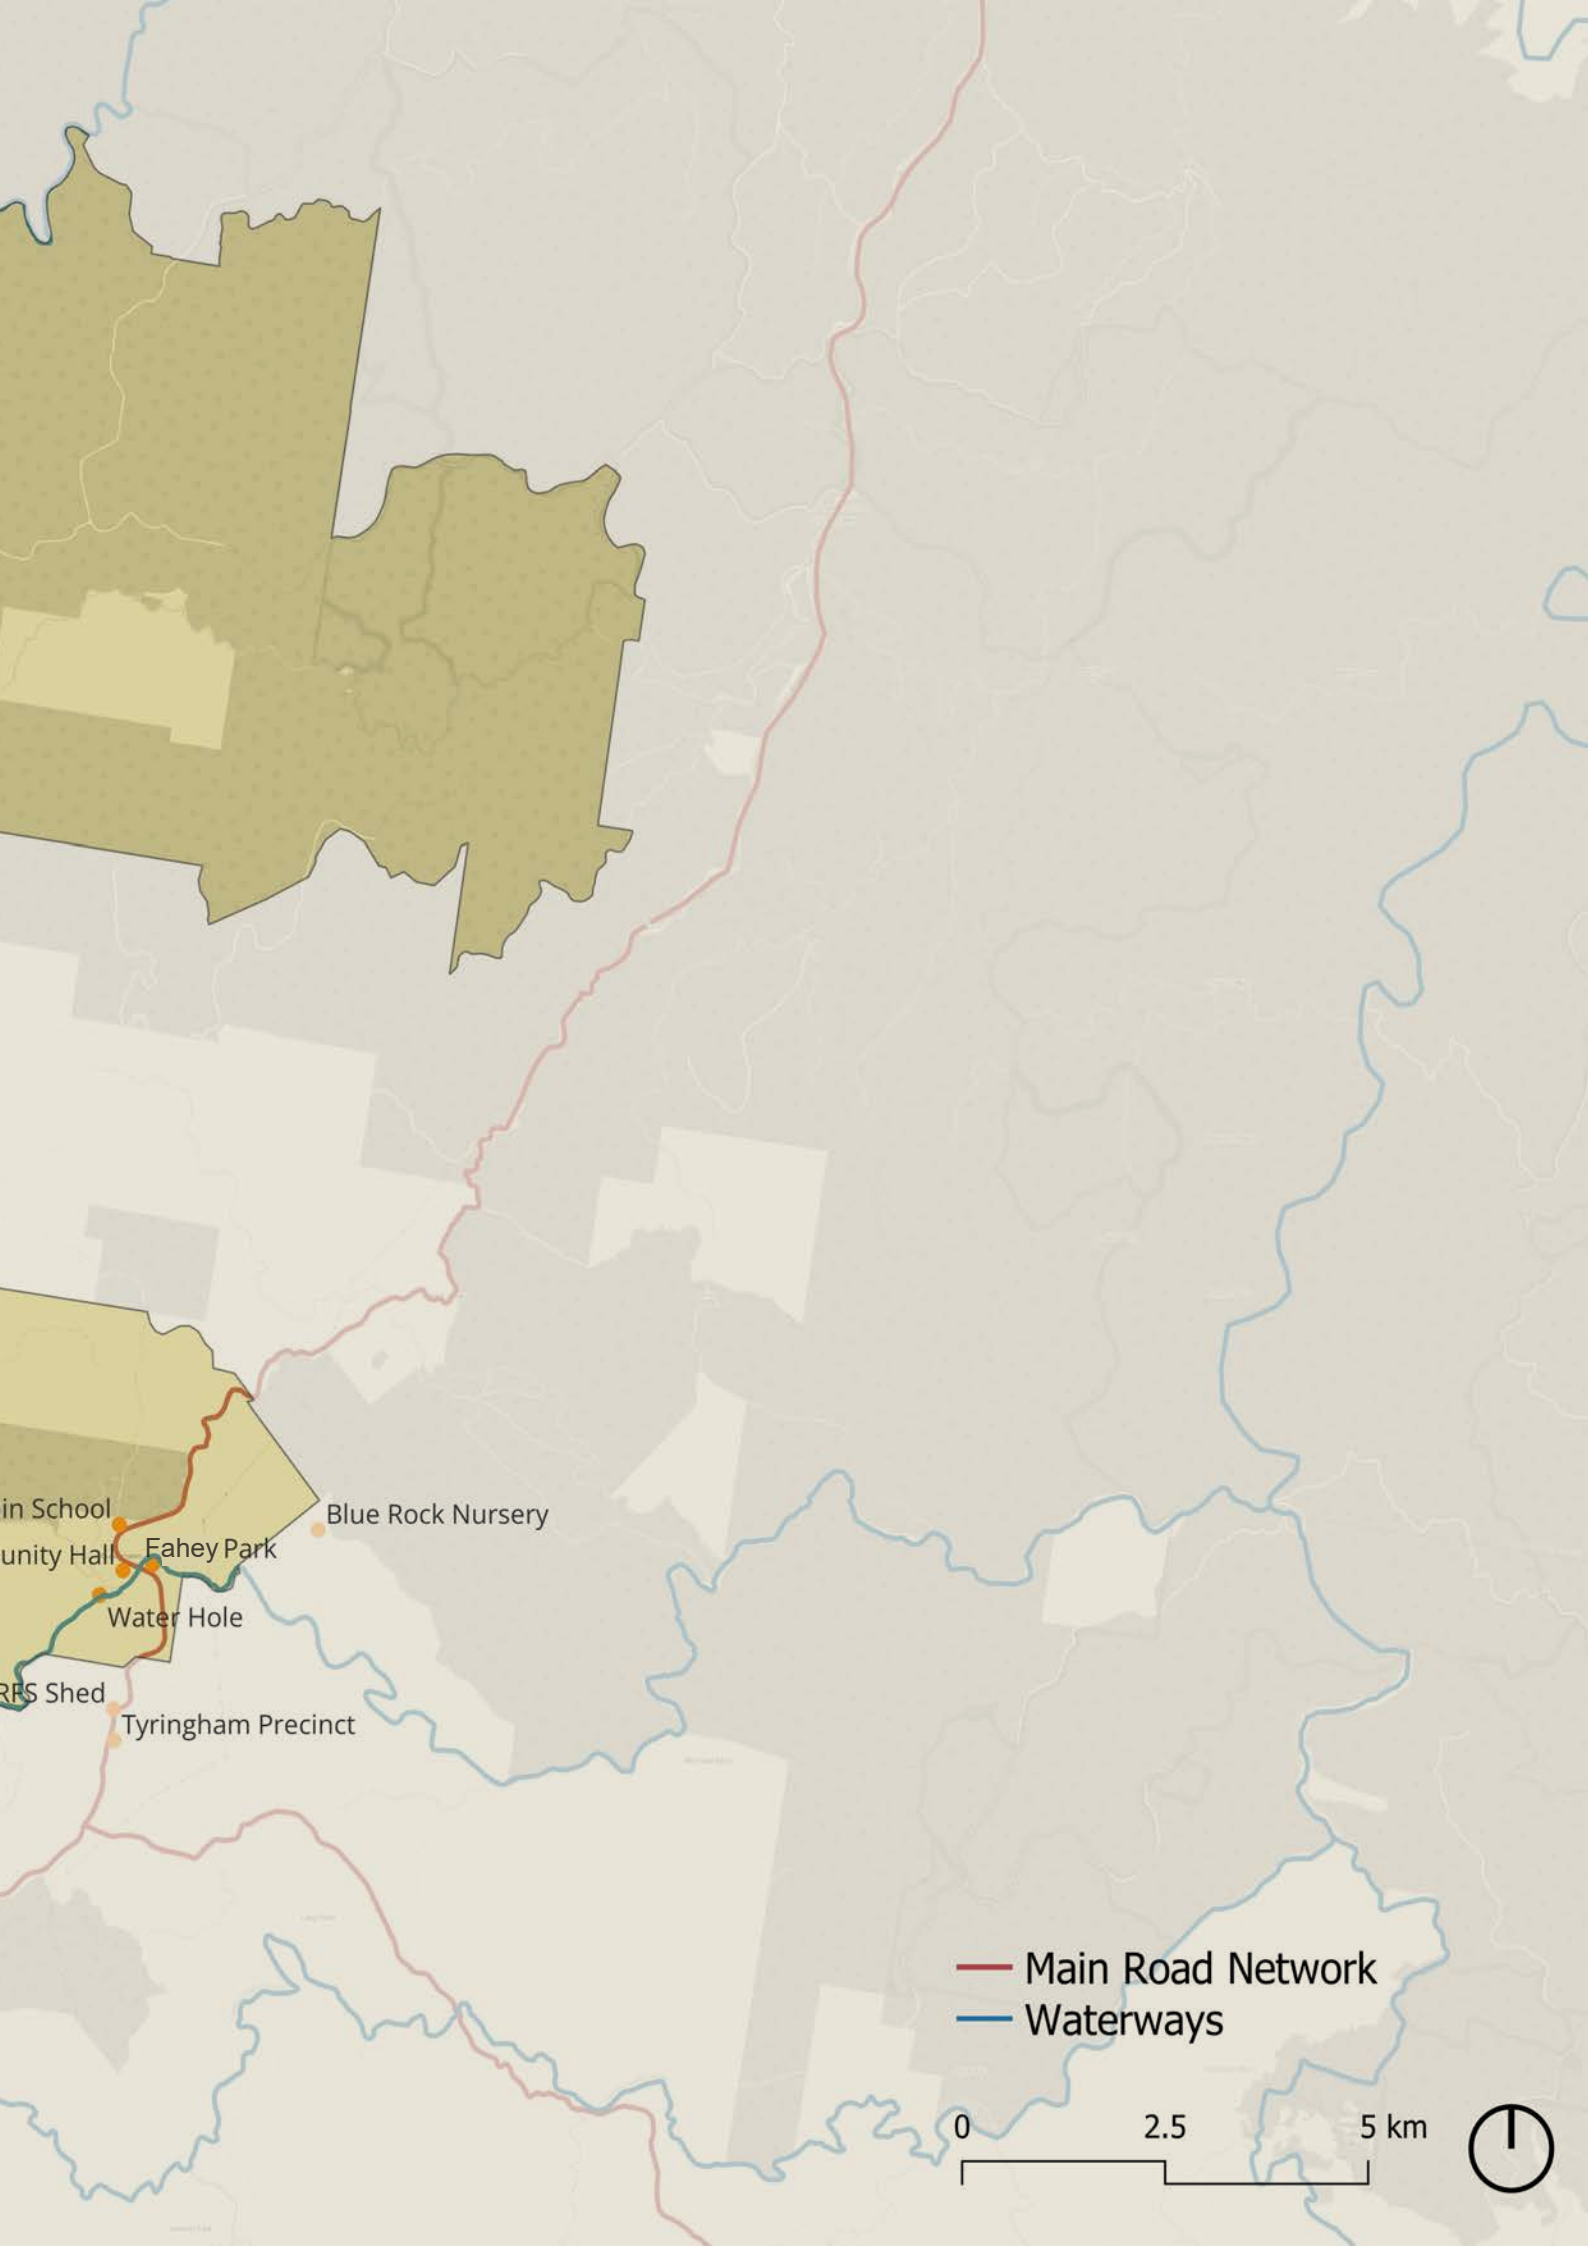 in School
Blue Rock Nursery
unity Hall
Fahey Park
Water Hole
RFS Shed
Tyringham Precinct
Main Road Network
Waterways
0 2.5 5 km